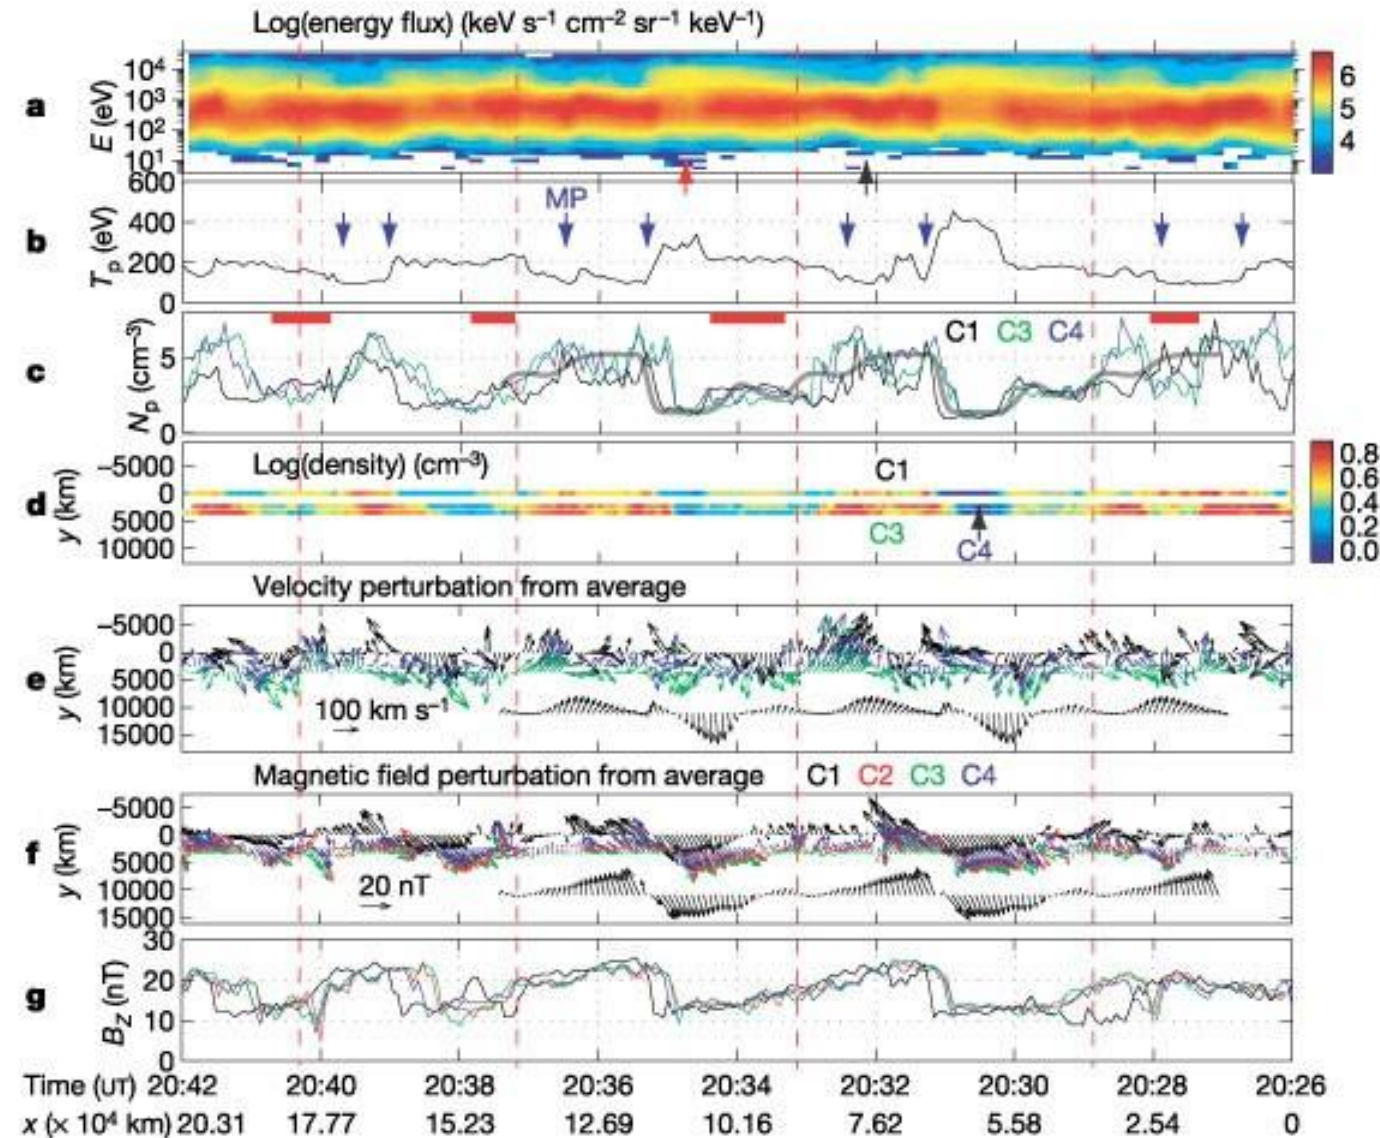 Log(energy flux) (keV s⁻¹ cm⁻² sr⁻¹ keV⁻¹)
a
E (eV)
10⁴
10³
10²
10¹
6
5
4
b
Tp (eV)
600
400
200
0
MP
c
Np (cm⁻³)
5
0
C1 C3 C4
d
y (km)
−5000
0
5000
10000
Log(density) (cm⁻³)
C1
C3
C4
0.8
0.6
0.4
0.2
0.0
Velocity perturbation from average
e
y (km)
−5000
0
5000
10000
15000
100 km s⁻¹
Magnetic field perturbation from average C1 C2 C3 C4
f
y (km)
−5000
0
5000
10000
15000
20 nT
g
BZ (nT)
30
20
10
0
Time (UT) 20:42 20:40 20:38 20:36 20:34 20:32 20:30 20:28 20:26
x (× 10⁴ km) 20.31 17.77 15.23 12.69 10.16 7.62 5.58 2.54 0